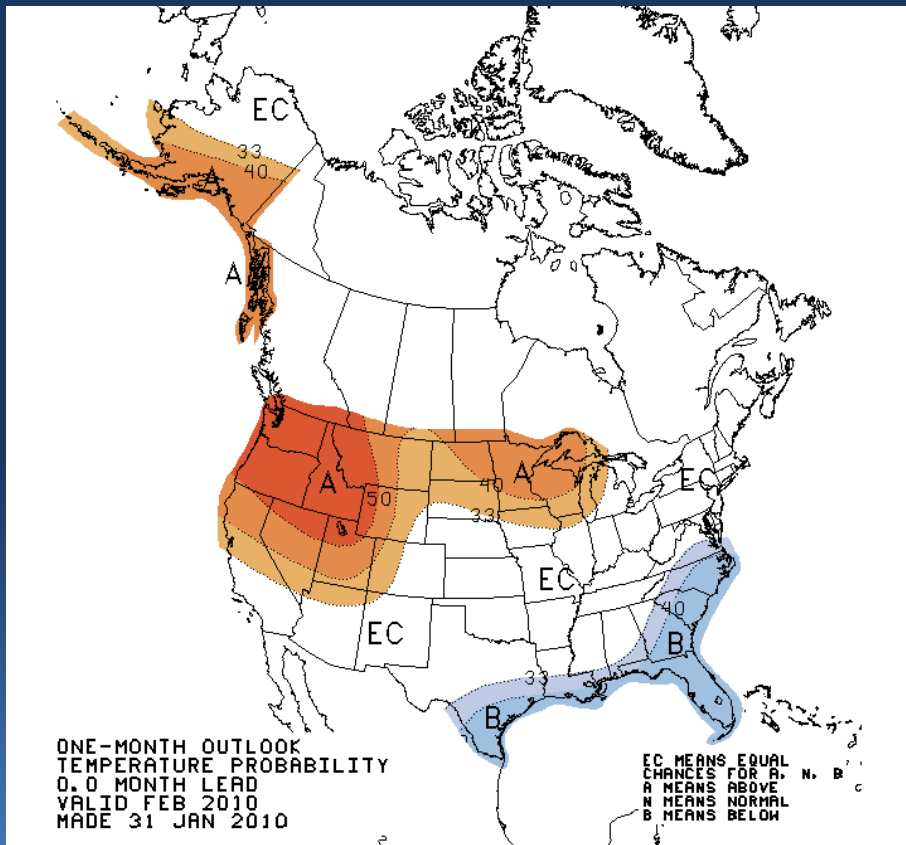 EC
33
40
A
A
A
50
A
40
33
EC
EC
EC
40
B
33
B
ONE-MONTH OUTLOOK
TEMPERATURE PROBABILITY
0.0 MONTH LEAD
VALID FEB 2010
MADE 31 JAN 2010
EC MEANS EQUAL
CHANCES FOR A, N, B
A MEANS ABOVE
N MEANS NORMAL
B MEANS BELOW